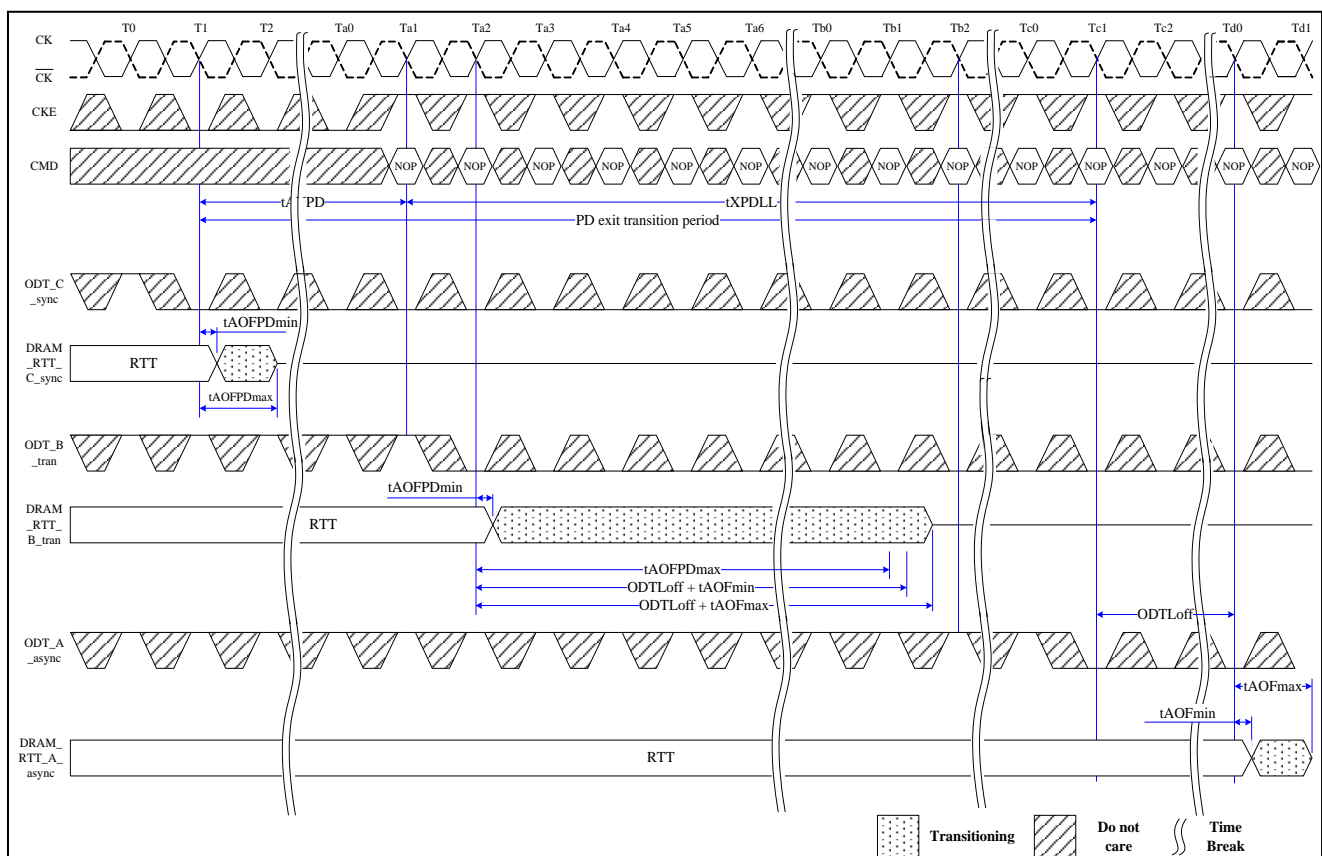 T0 T1 T2 Ta0 Ta1 Ta2 Ta3 Ta4 Ta5 Ta6 Tb0 Tb1 Tb2 Tc0 Tc1 Tc2 Td0 Td1
CK
CK
CKE
CMD
NOP NOP NOP NOP NOP NOP NOP NOP NOP NOP NOP NOP NOP NOP
tXPDLL
PD exit transition period
ODT_C
_sync
tAOFPDmin
DRAM
_RTT_
C_sync
RTT
tAOFPDmax
ODT_B
_tran
tAOFPDmin
DRAM
_RTT_
B_tran
RTT
tAOFPDmax
ODTLoff + tAOFmin
ODTLoff + tAOFmax
ODTLoff
ODT_A
_async
tAOFmax
tAOFmin
DRAM_
RTT_A_
async
RTT
Transitioning
Do not
care
Time
Break